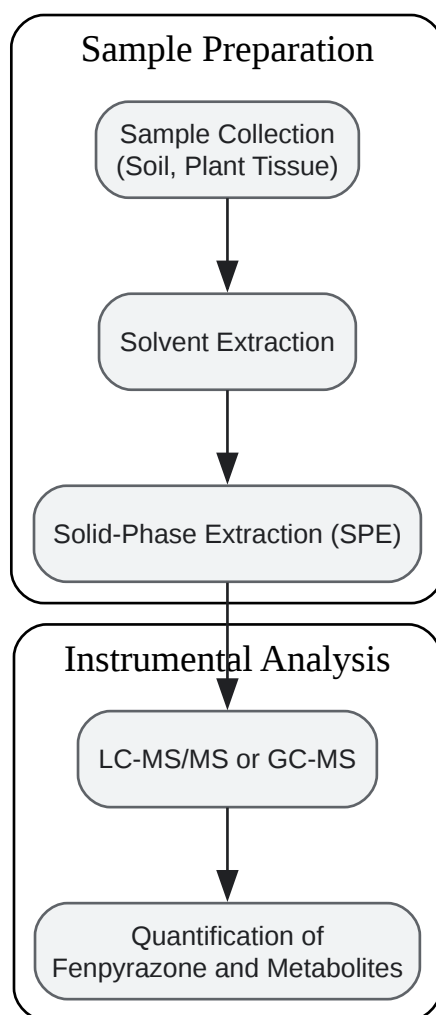 Sample Preparation
Sample Collection
(Soil, Plant Tissue)
Solvent Extraction
Solid-Phase Extraction (SPE)
Instrumental Analysis
LC-MS/MS or GC-MS
Quantification of
Fenpyrazone and Metabolites